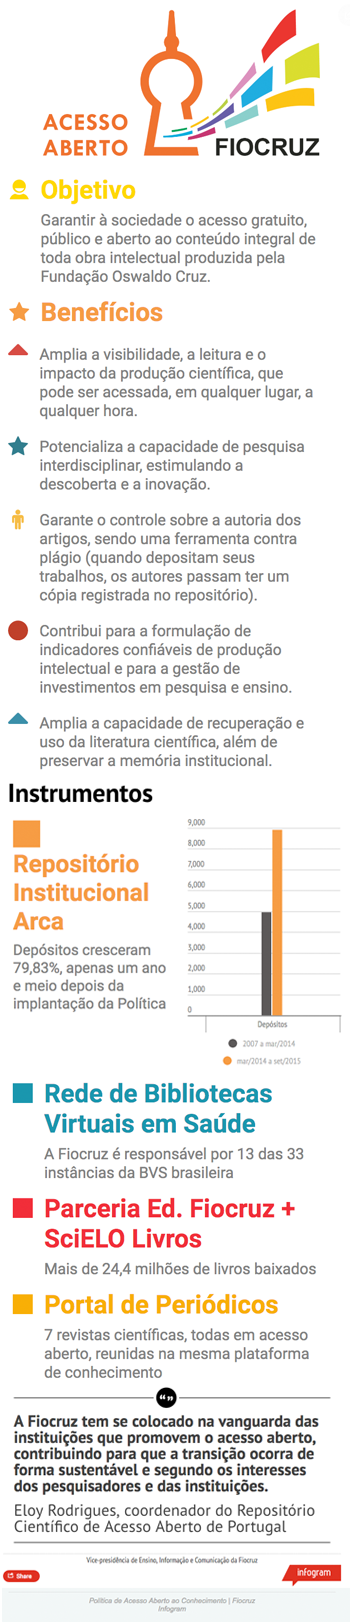 ACESSO
ABERTO
FIOCRUZ
Objetivo
Garantir à sociedade o acesso gratuito,
público e aberto ao conteúdo integral de
toda obra intelectual produzida pela
Fundação Oswaldo Cruz.
Benefícios
Amplia a visibilidade, a leitura e o
impacto da produção científica, que
pode ser acessada, em qualquer lugar, a
qualquer hora.
Potencializa a capacidade de pesquisa
interdisciplinar, estimulando a
descoberta e a inovação.
Garante o controle sobre a autoria dos
artigos, sendo uma ferramenta contra
plágio (quando depositam seus
trabalhos, os autores passam ter um
cópia registrada no repositório).
Contribui para a formulação de
indicadores confiáveis de produção
intelectual e para a gestão de
investimentos em pesquisa e ensino.
Amplia a capacidade de recuperação e
uso da literatura científica, além de
preservar a memória institucional.
Instrumentos
Repositório
Institucional
Arca
Depósitos cresceram
79,83%, apenas um ano
e meio depois da
implantação da Política
9,000
8,000
7,000
6,000
5,000
4,000
3,000
2,000
1,000
0
Depósitos
2007 a mar/2014
mar/2014 a set/2015
Rede de Bibliotecas
Virtuais em Saúde
A Fiocruz é responsável por 13 das 33
instâncias da BVS brasileira
Parceria Ed. Fiocruz +
SciELO Livros
Mais de 24,4 milhões de livros baixados
Portal de Periódicos
7 revistas científicas, todas em acesso
aberto, reunidas na mesma plataforma
de conhecimento
A Fiocruz tem se colocado na vanguarda das
instituições que promovem o acesso aberto,
contribuindo para que a transição ocorra de
forma sustentável e segundo os interesses
dos pesquisadores e das instituições.
Eloy Rodrigues, coordenador do Repositório
Científico de Acesso Aberto de Portugal
Vice-presidência de Ensino, Informação e Comunicação da Fiocruz
Share
infogram
Política de Acesso Aberto ao Conhecimento | Fiocruz
Infogram